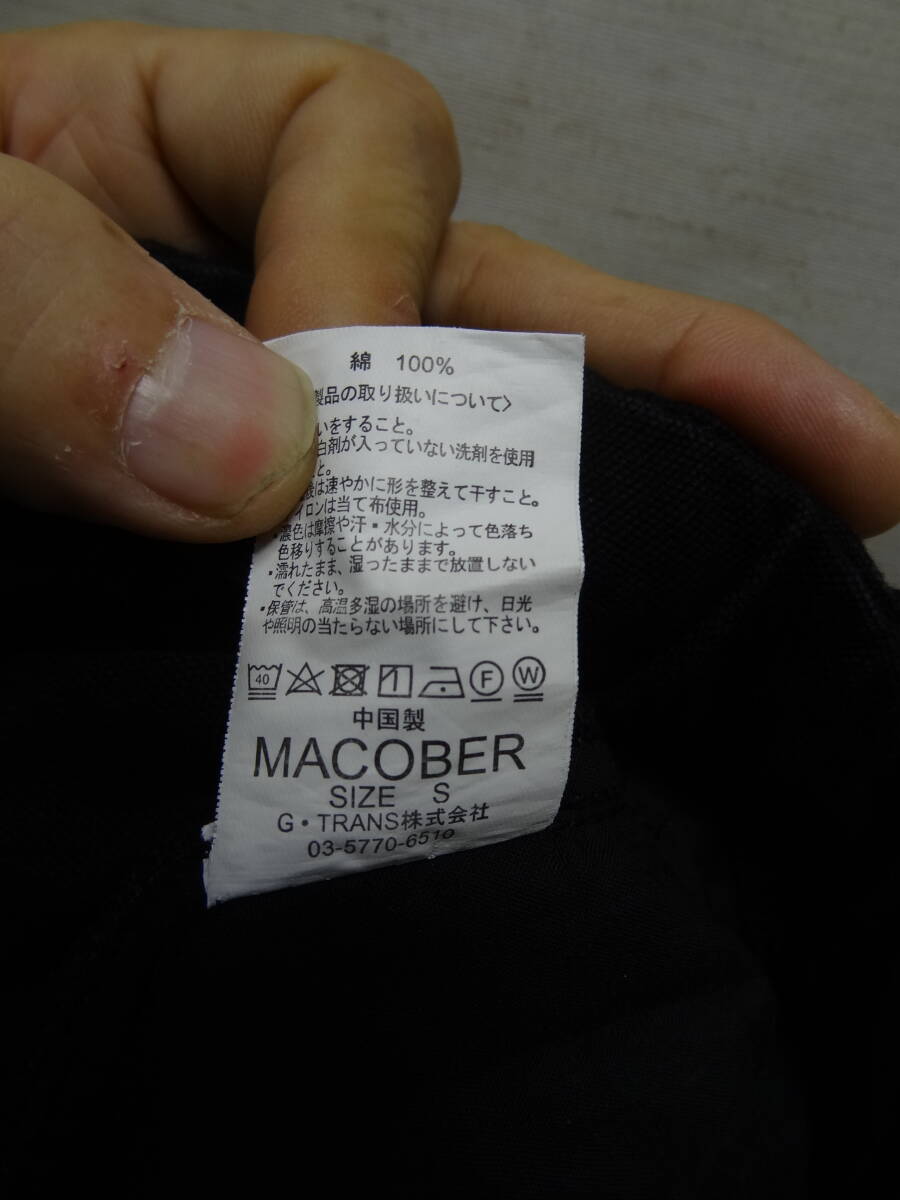 綿 100%
製品の取り扱いについて〉
いをすること。
白剤が入っていない洗剤を使用
と。
後は速やかに形を整えて干すこと。
イロンは当て布使用。
・濃色は摩擦や汗・水分によって色落ち
色移りすることがあります。
・濡れたまま、湿ったままで放置しない
でください。
・保管は、高温多湿の場所を避け、日光
や照明の当たらない場所にして下さい。
40 F W
中国製
MACOBER
SIZE S
G・TRANS株式会社
03-5770-6510